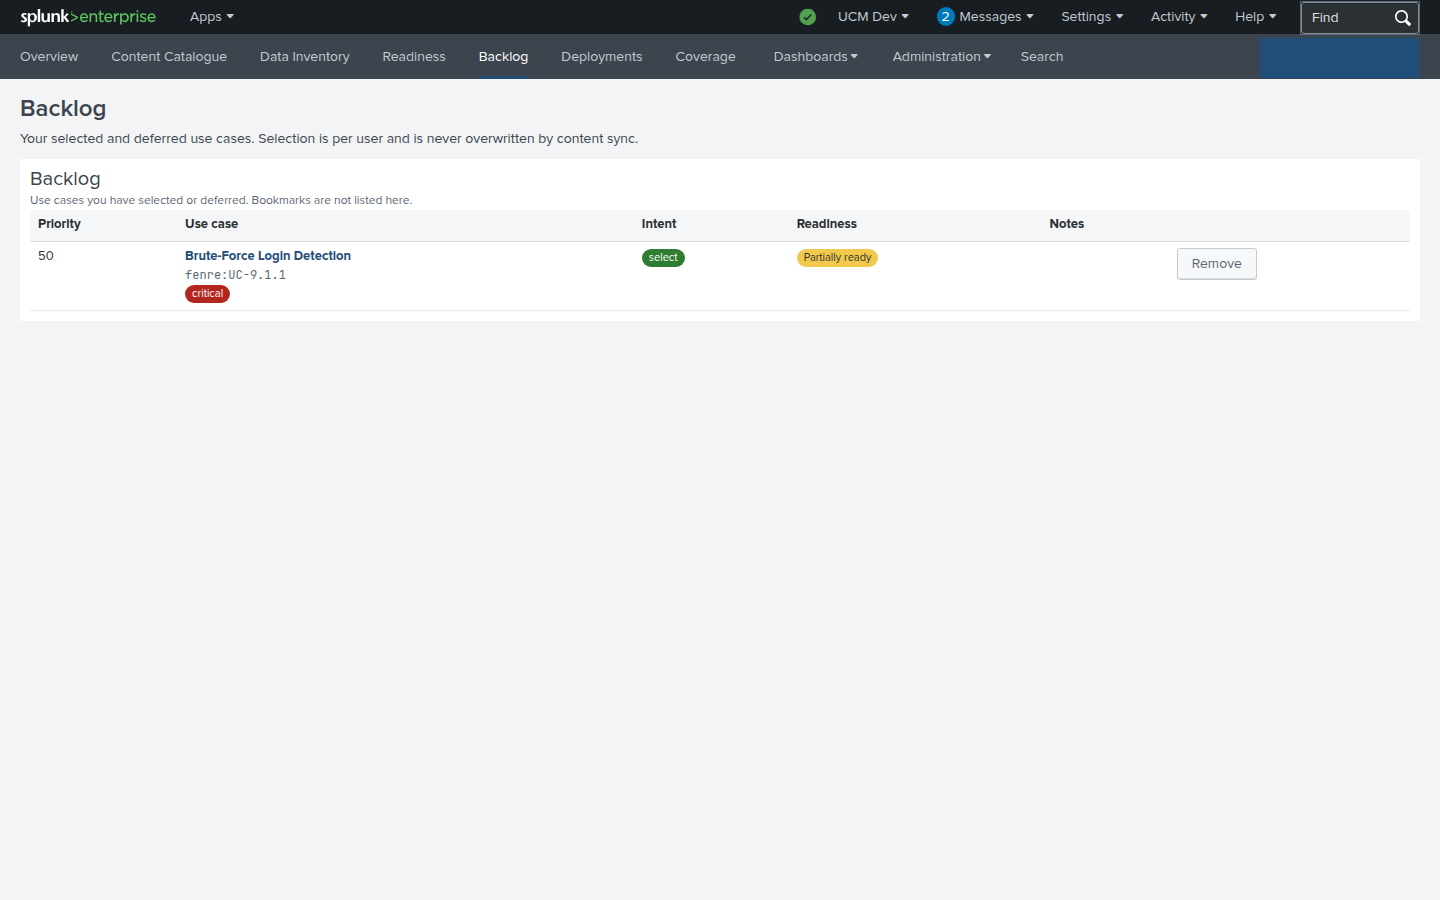 splunk>enterprise Apps UCM Dev 2 Messages Settings Activity Help Find
Overview Content Catalogue Data Inventory Readiness Backlog Deployments Coverage Dashboards Administration Search
Backlog
Your selected and deferred use cases. Selection is per user and is never overwritten by content sync.
Backlog
Use cases you have selected or deferred. Bookmarks are not listed here.
Priority Use case Intent Readiness Notes
50 Brute-Force Login Detection select Partially ready Remove
fenre:UC-9.1.1
critical